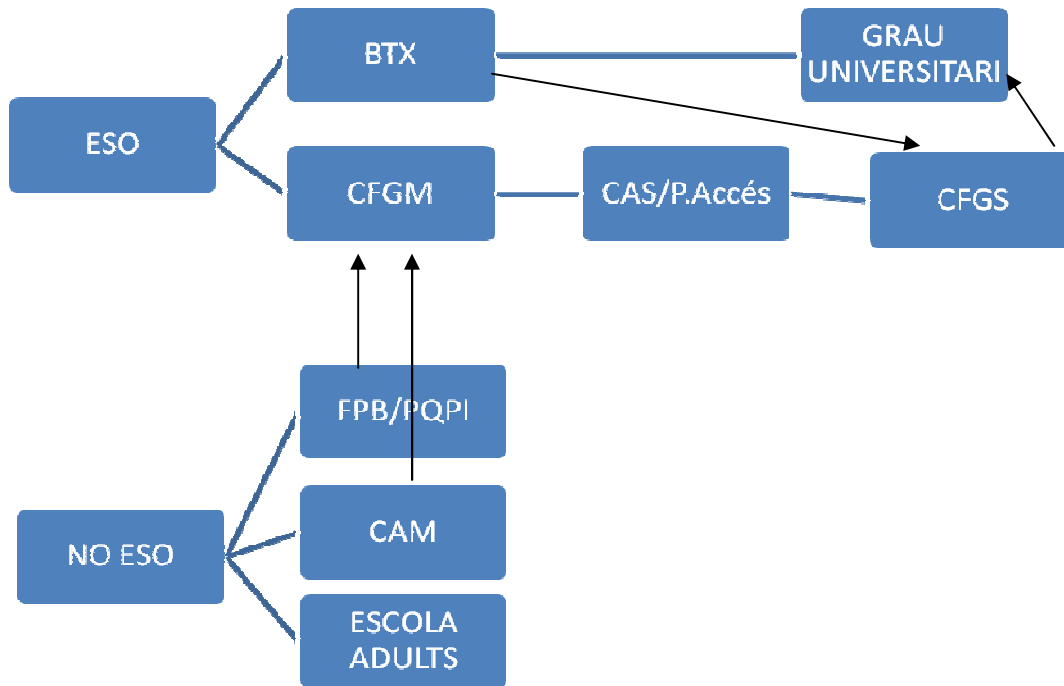 BTX
GRAU
UNIVERSITARI
ESO
CFGM
CAS/P.Accés
CFGS
FPB/PQPI
CAM
NO ESO
ESCOLA
ADULTS